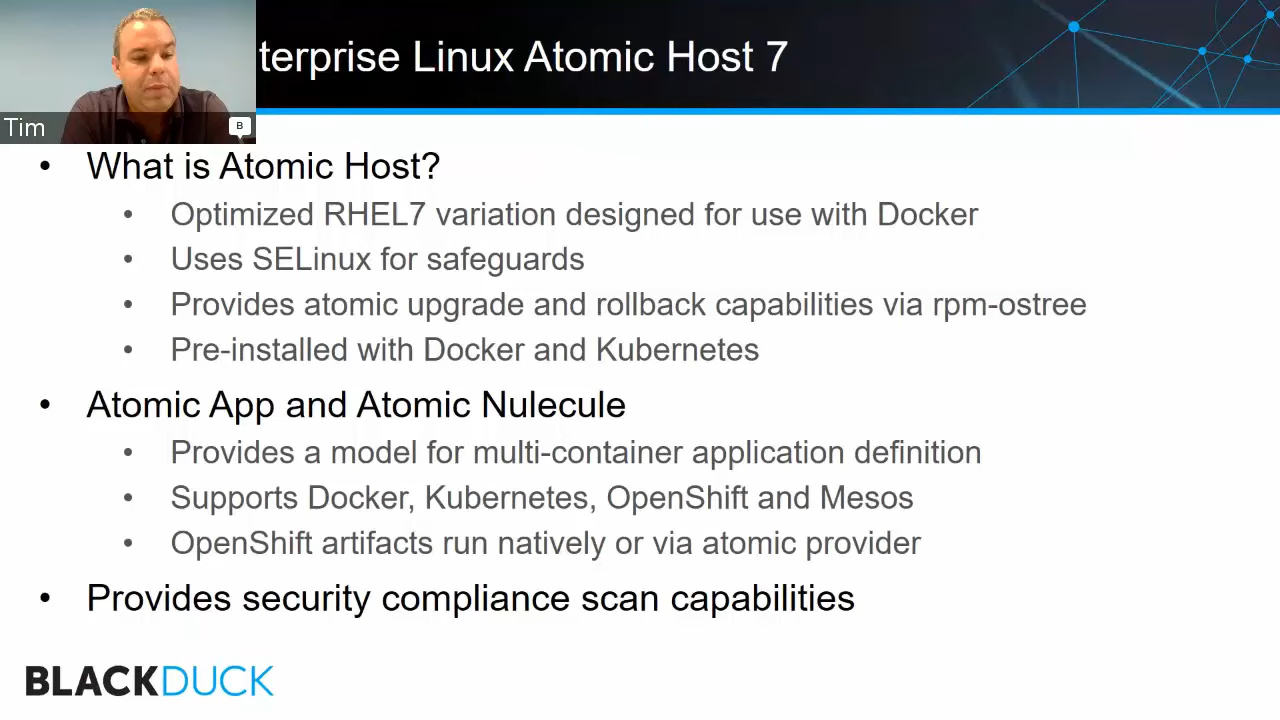 terprise Linux Atomic Host 7
Tim
B
• What is Atomic Host?
• Optimized RHEL7 variation designed for use with Docker
• Uses SELinux for safeguards
• Provides atomic upgrade and rollback capabilities via rpm-ostree
• Pre-installed with Docker and Kubernetes
• Atomic App and Atomic Nulecule
• Provides a model for multi-container application definition
• Supports Docker, Kubernetes, OpenShift and Mesos
• OpenShift artifacts run natively or via atomic provider
• Provides security compliance scan capabilities
BLACKDUCK